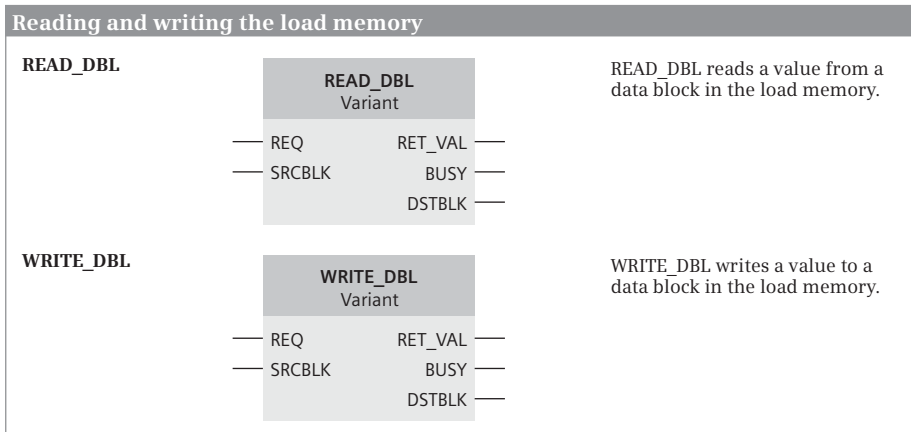 Reading and writing the load memory
READ_DBL
READ_DBL
Variant
REQ RET_VAL
SRCBLK BUSY
DSTBLK
READ_DBL reads a value from a
data block in the load memory.
WRITE_DBL
WRITE_DBL
Variant
REQ RET_VAL
SRCBLK BUSY
DSTBLK
WRITE_DBL writes a value to a
data block in the load memory.